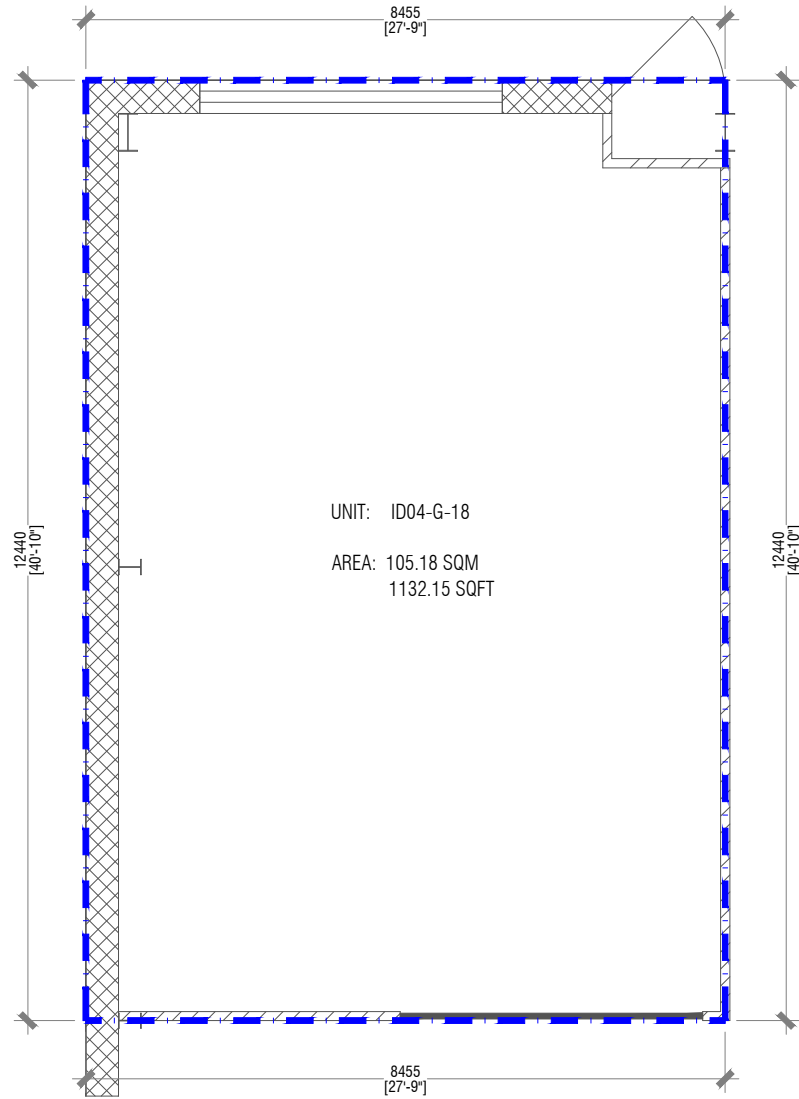 8455
[27'-9"]
12440
[40'-10"]
12440
[40'-10"]
UNIT: ID04-G-18
AREA: 105.18 SQM
1132.15 SQFT
8455
[27'-9"]